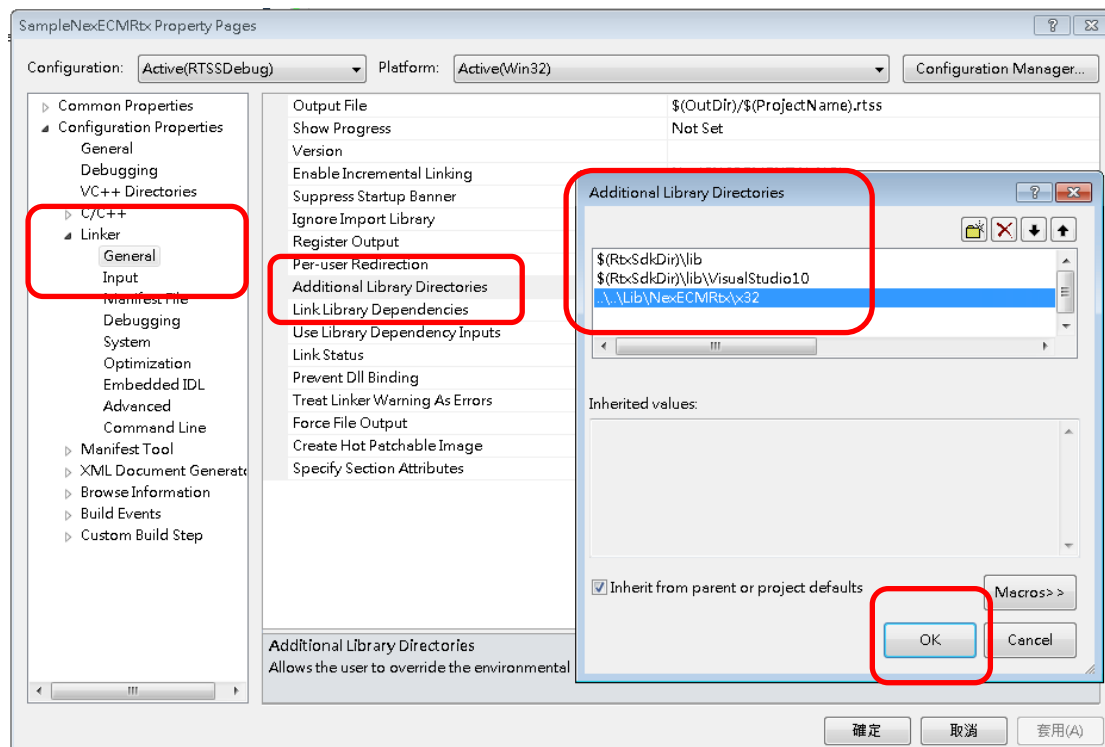 SampleNexECMRtx Property Pages
Configuration: Active(RTSSDebug) Platform: Active(Win32) Configuration Manager...
Common Properties
Configuration Properties
General
Debugging
VC++ Directories
C/C++
Linker
General
Input
Manifest File
Debugging
System
Optimization
Embedded IDL
Advanced
Command Line
Manifest Tool
XML Document Generato
Browse Information
Build Events
Custom Build Step
Output File $(OutDir)/$(ProjectName).rtss
Show Progress Not Set
Version
Enable Incremental Linking
Suppress Startup Banner
Ignore Import Library
Register Output
Per-user Redirection
Additional Library Directories
Link Library Dependencies
Use Library Dependency Inputs
Link Status
Prevent Dll Binding
Treat Linker Warning As Errors
Force File Output
Create Hot Patchable Image
Specify Section Attributes
Additional Library Directories
Allows the user to override the environmental
Additional Library Directories
$(RtxSdkDir)\lib
$(RtxSdkDir)\lib\VisualStudio10
..\..\Lib\NexECMRtx\x32
Inherited values:
Inherit from parent or project defaults
Macros>>
OK Cancel
確定 取消 套用(A)